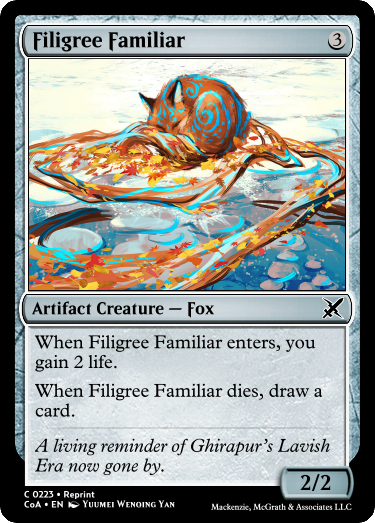 Filigree Familiar 3
Artifact Creature — Fox
When Filigree Familiar enters, you
gain 2 life.
When Filigree Familiar dies, draw a
card.
A living reminder of Ghirapur's Lavish
Era now gone by.
2/2
C 0223 • Reprint
CoA • EN Yuumei Wenqing Yan
Mackenzie, McGrath & Associates LLC